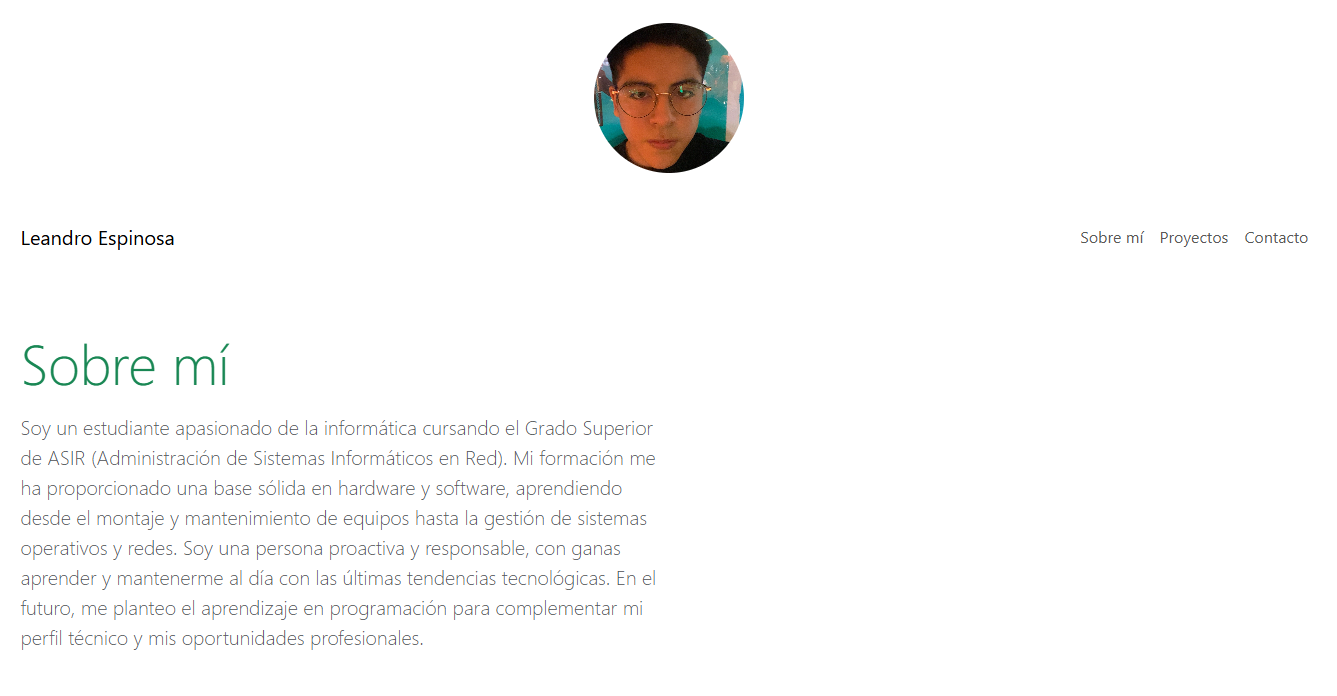 Leandro Espinosa
Sobre mí Proyectos Contacto
Sobre mí
Soy un estudiante apasionado de la informática cursando el Grado Superior
de ASIR (Administración de Sistemas Informáticos en Red). Mi formación me
ha proporcionado una base sólida en hardware y software, aprendiendo
desde el montaje y mantenimiento de equipos hasta la gestión de sistemas
operativos y redes. Soy una persona proactiva y responsable, con ganas
aprender y mantenerme al día con las últimas tendencias tecnológicas. En el
futuro, me planteo el aprendizaje en programación para complementar mi
perfil técnico y mis oportunidades profesionales.